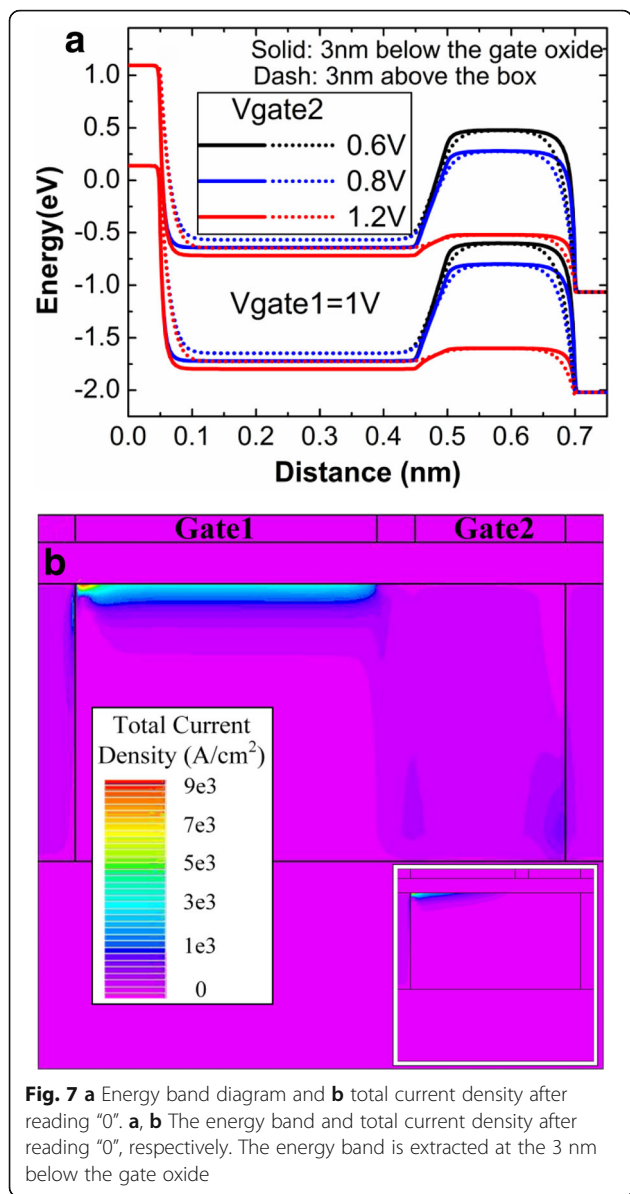 a
Solid: 3nm below the gate oxide
Dash: 3nm above the box
Vgate2
0.6V
0.8V
1.2V
Vgate1=1V
Energy(eV)
1.0
0.5
0.0
-0.5
-1.0
-1.5
-2.0
0.0 0.1 0.2 0.3 0.4 0.5 0.6 0.7
Distance (nm)
Gate1 Gate2
b
Total Current
Density (A/cm²)
9e3
7e3
5e3
3e3
1e3
0
Fig. 7 a Energy band diagram and b total current density after
reading “0”. a, b The energy band and total current density after
reading “0”, respectively. The energy band is extracted at the 3 nm
below the gate oxide